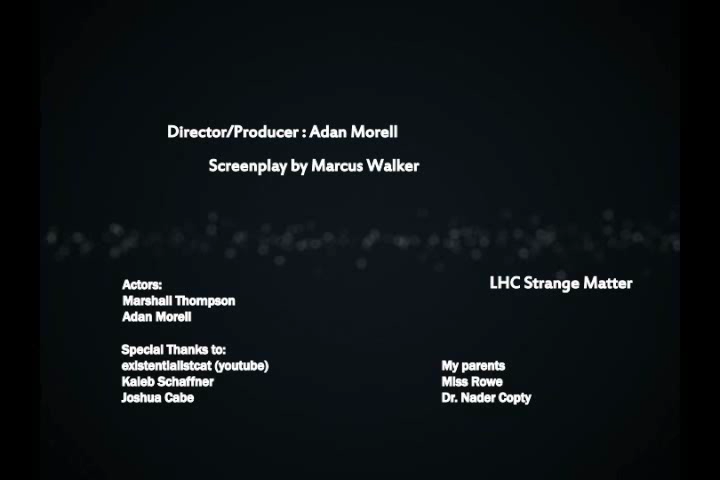 Director/Producer : Adan Morell
Screenplay by Marcus Walker
LHC Strange Matter
Actors:
Marshall Thompson
Adan Morell
Special Thanks to:
existentialistcat (youtube)
Kaleb Schaffner
Joshua Cabe
My parents
Miss Rowe
Dr. Nader Copty